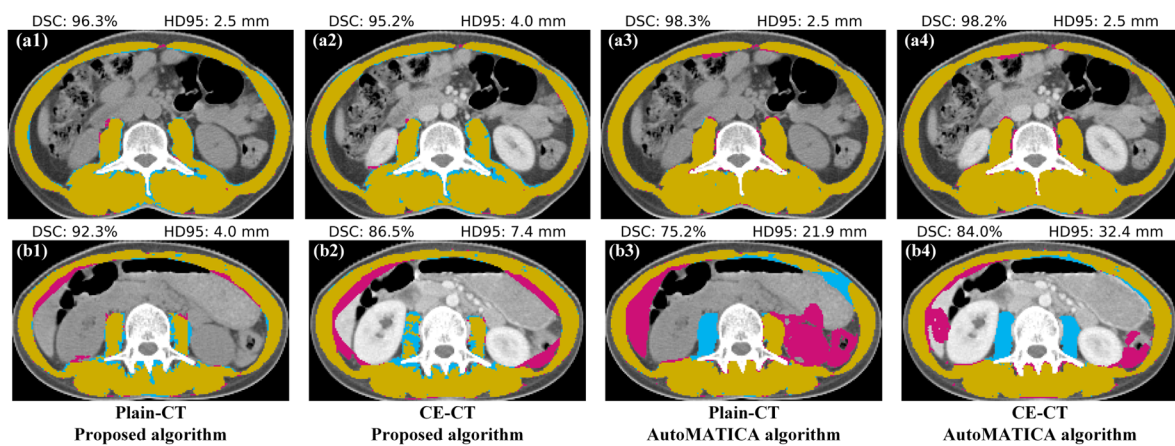 DSC: 96.3% HD95: 2.5 mm DSC: 95.2% HD95: 4.0 mm DSC: 98.3% HD95: 2.5 mm DSC: 98.2% HD95: 2.5 mm
(a1) (a2) (a3) (a4)
DSC: 92.3% HD95: 4.0 mm DSC: 86.5% HD95: 7.4 mm DSC: 75.2% HD95: 21.9 mm DSC: 84.0% HD95: 32.4 mm
(b1) (b2) (b3) (b4)
Plain-CT CE-CT Plain-CT CE-CT
Proposed algorithm Proposed algorithm AutoMATICA algorithm AutoMATICA algorithm